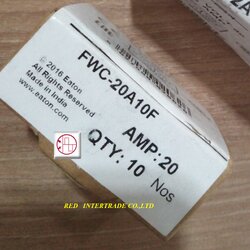 FWC-20A10F
AMP: 20
QTY: 10 Nos
© 2016 Eaton
All Rights Reserved
Made in India
www.eaton.com
RED INTERTRADE CO.,LTD